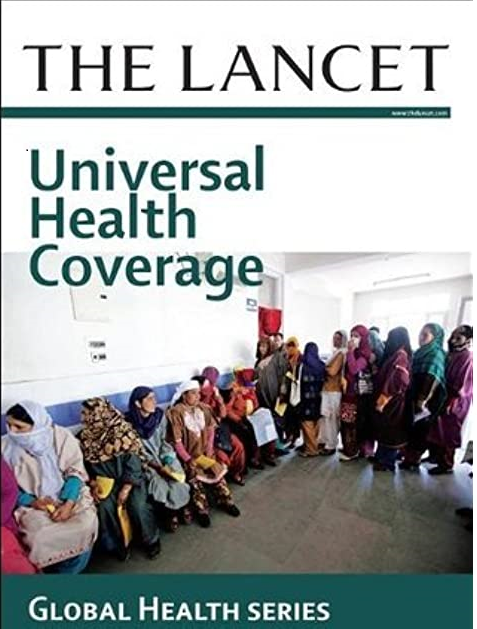 THE LANCET
www.thelancet.com
Universal
Health
Coverage
GLOBAL HEALTH SERIES